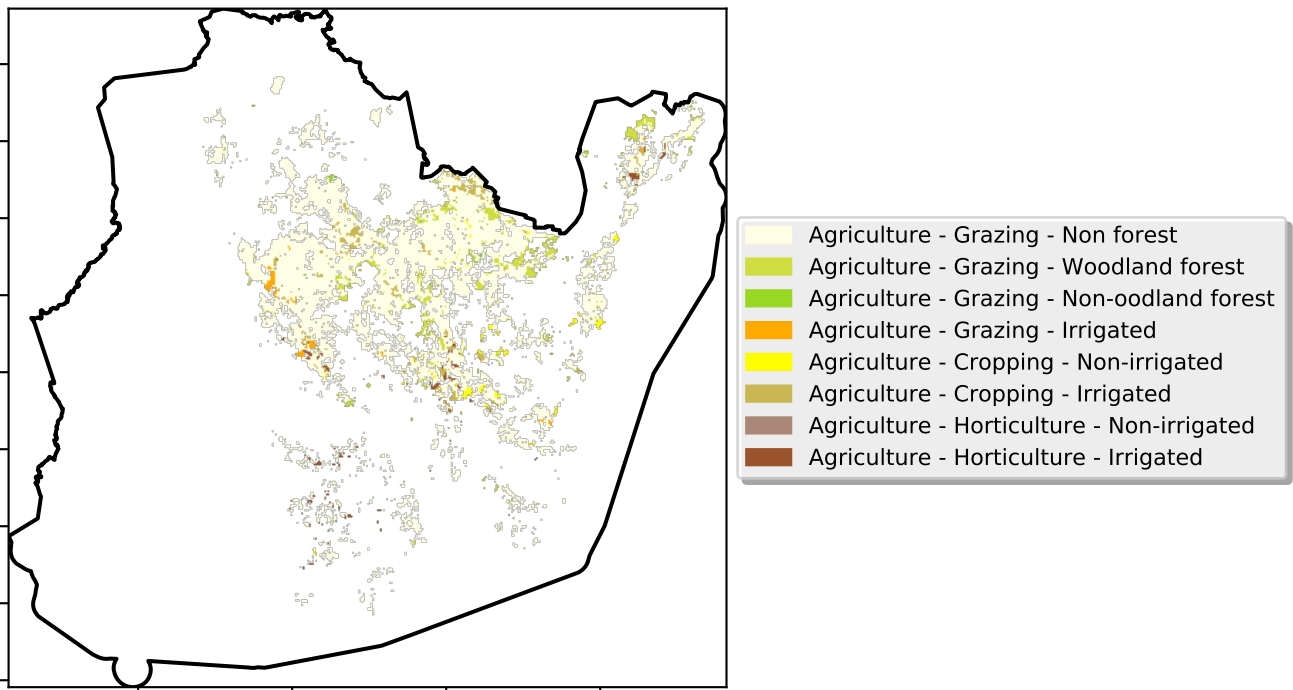 Agriculture - Grazing - Non forest
Agriculture - Grazing - Woodland forest
Agriculture - Grazing - Non-oodland forest
Agriculture - Grazing - Irrigated
Agriculture - Cropping - Non-irrigated
Agriculture - Cropping - Irrigated
Agriculture - Horticulture - Non-irrigated
Agriculture - Horticulture - Irrigated